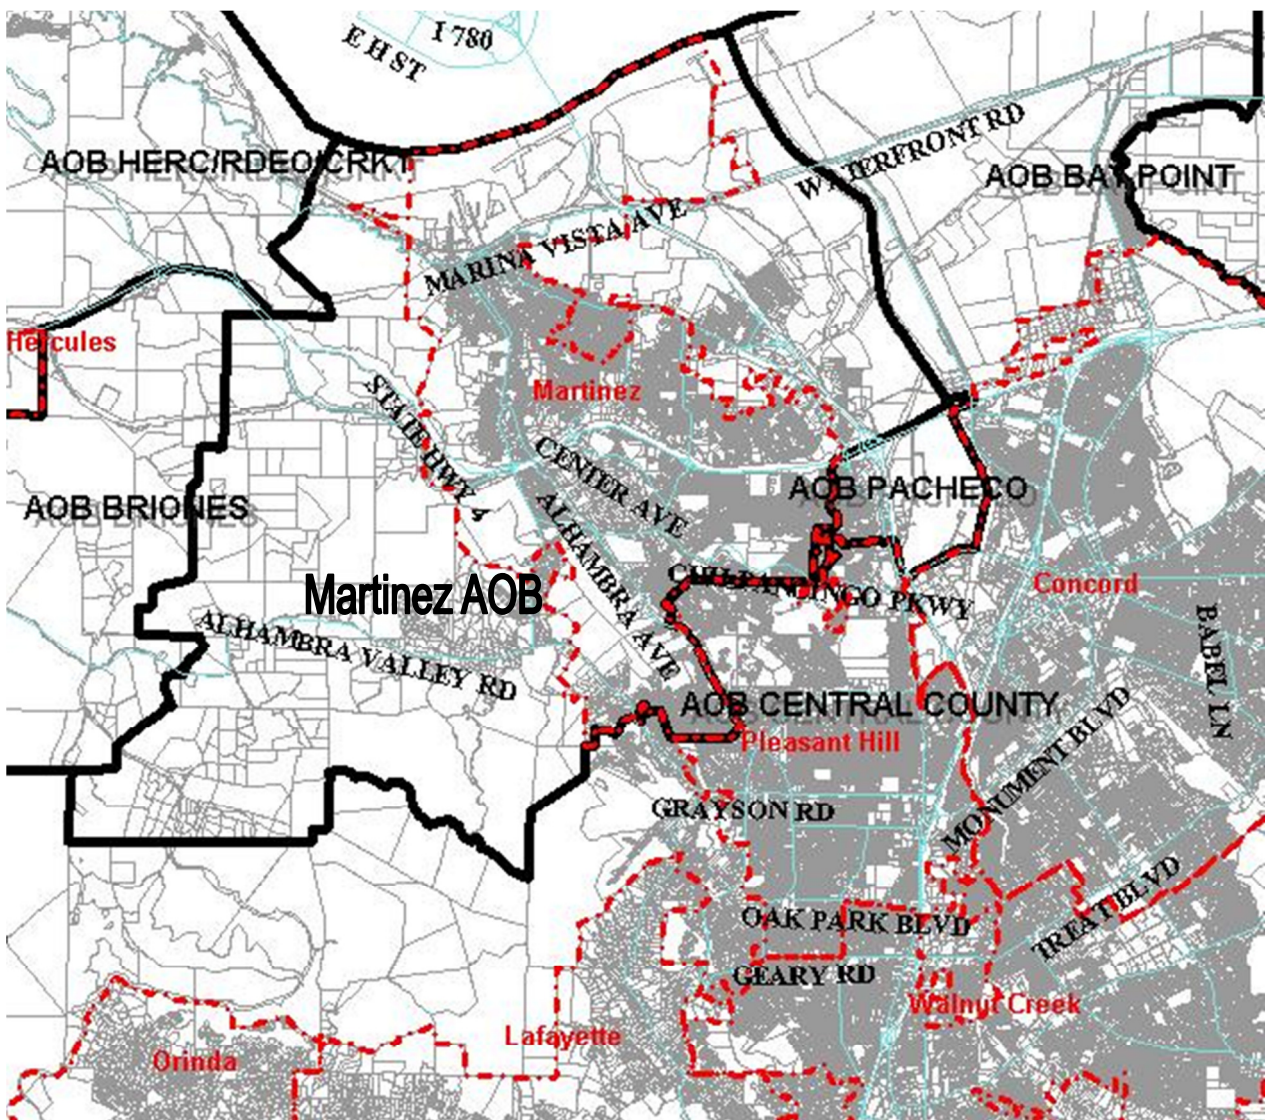 I 780
E H ST
WATERFRONT RD
AOB HERC/RDEO/CRKT
AOB BAY POINT
MARINA VISTA AVE
Hercules
Martinez
STATE HWY 4
CENTER AVE
AOB PACHECO
AOB BRIONES
ALHAMBRA AVE
CHILPANCINGO PKWY
Concord
Martinez AOB
BABEL LN
ALHAMBRA VALLEY RD
AOB CENTRAL COUNTY
Pleasant Hill
MONUMENT BLVD
GRAYSON RD
OAK PARK BLVD
TREAT BLVD
GEARY RD
Walnut Creek
Lafayette
Orinda